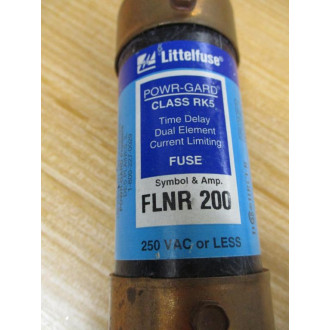 Littelfuse®
POWR-GARD®
CLASS RK5
Time Delay
Dual Element
Current Limiting
FUSE
Symbol & Amp.
FLNR 200
250 VAC or LESS